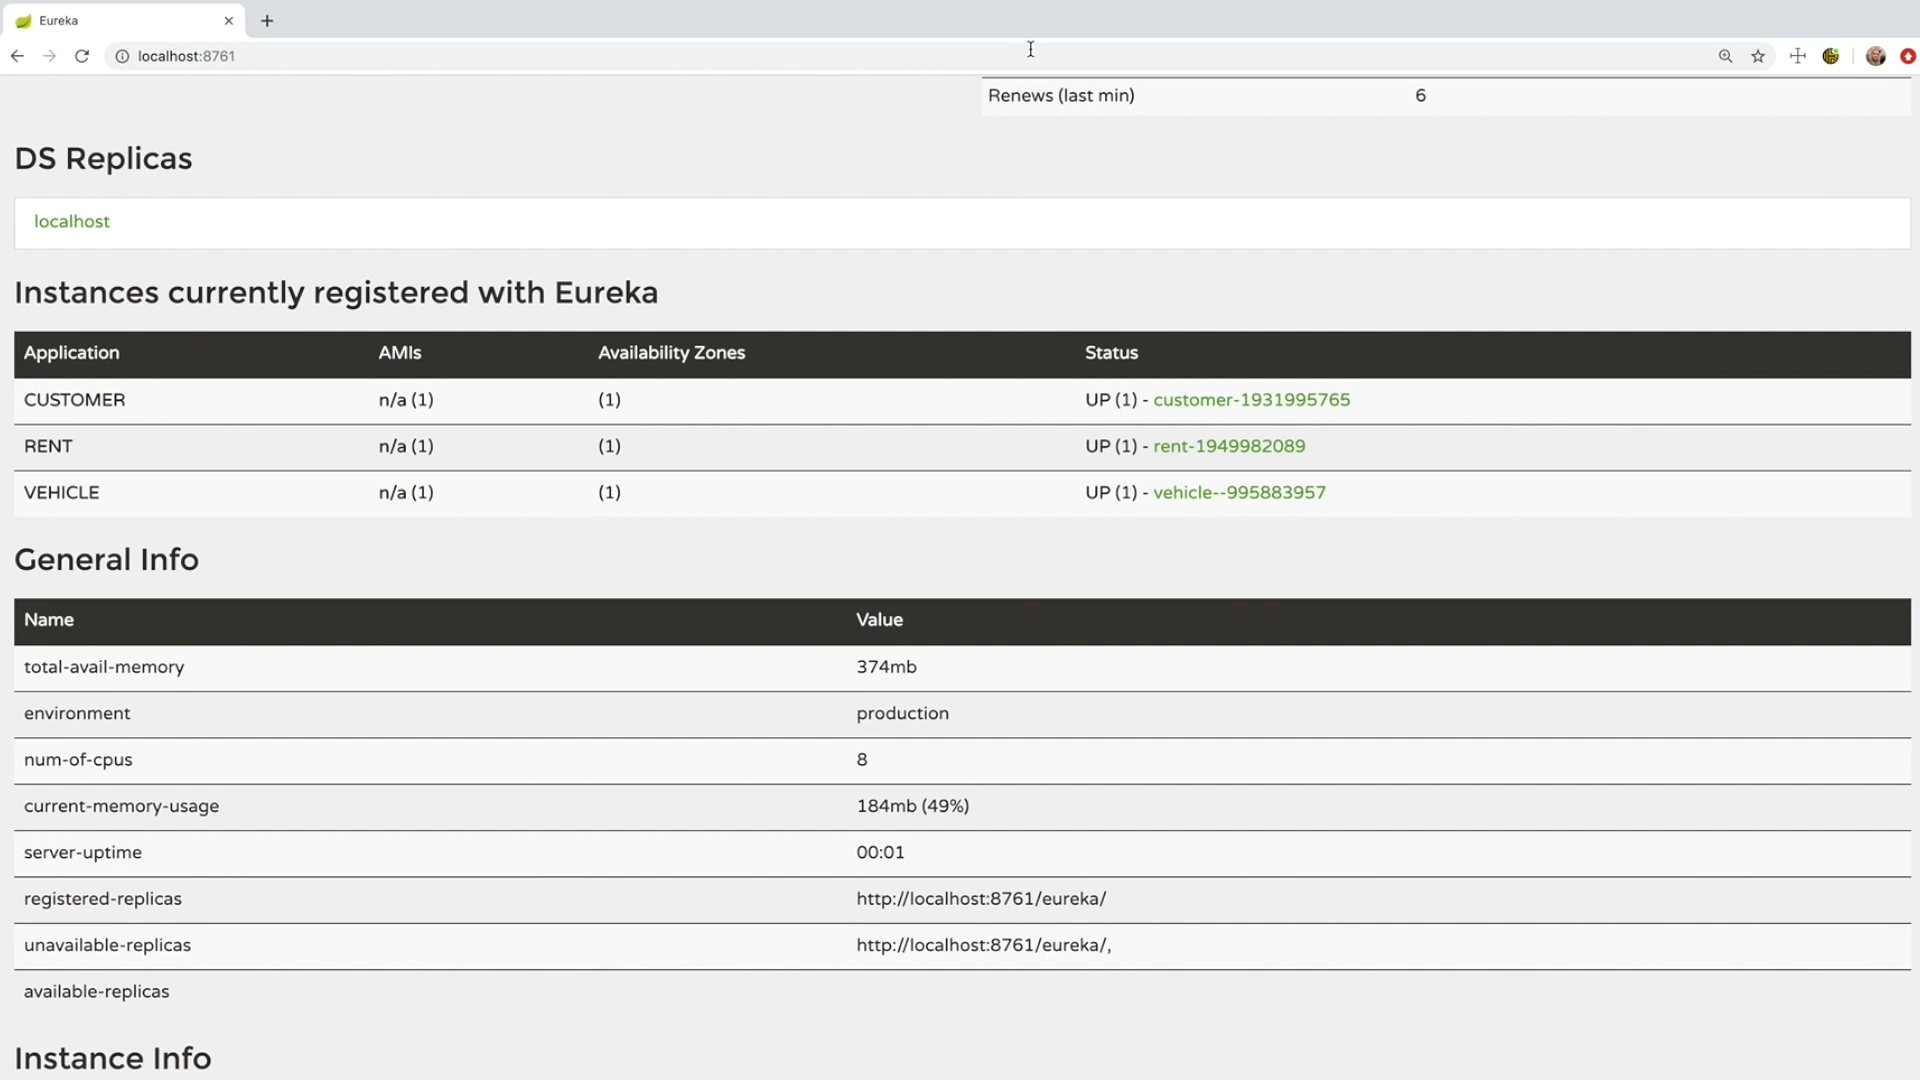 Eureka
localhost:8761
Renews (last min) 6
DS Replicas
localhost
Instances currently registered with Eureka
Application AMIs Availability Zones Status
CUSTOMER n/a (1) (1) UP (1) - customer-1931995765
RENT n/a (1) (1) UP (1) - rent-1949982089
VEHICLE n/a (1) (1) UP (1) - vehicle--995883957
General Info
Name Value
total-avail-memory 374mb
environment production
num-of-cpus 8
current-memory-usage 184mb (49%)
server-uptime 00:01
registered-replicas http://localhost:8761/eureka/
unavailable-replicas http://localhost:8761/eureka/,
available-replicas
Instance Info